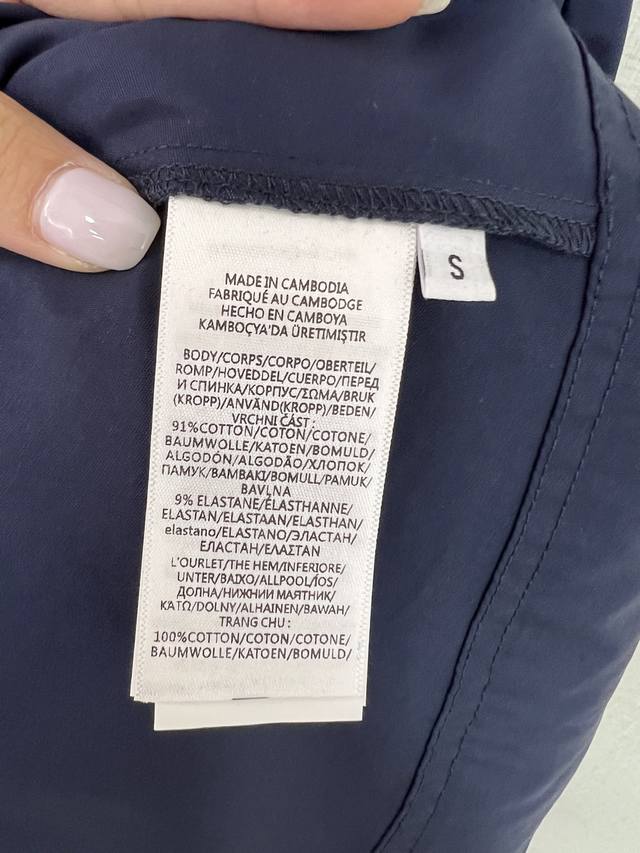 MADE IN CAMBODIA
FABRIQUÉ AU CAMBODGE
HECHO EN CAMBOYA
KAMBOÇYA'DA ÜRETIMIŞTIR
BODY/CORPS/CORPO/OBERTEIL/
ROMP/HOVEDDEL/CUERPO/ПЕРЕД
И СПИНКА/КОРПУС/ΣΩΜΑ/BRUK
(KROPP)/ANVÄND(KROPP)/BEDEN/
VRCHNI ČÁST :
91%COTTON/COTON/COTONE/
BAUMWOLLE/KATOEN/BOMULD/
ALGODÓN/ALGODÃO/ХЛОПОК/
ПАМУК/BAMBAKI/BOMULL/PAMUK/
BAVLNA
9% ELASTANE/ÉLASTHANNE/
ELASTAN/ELASTAAN/ELASTHAN/
elastano/ELASTANO/ЭЛАСТАН/
ЕЛАСТАН/ΕΛΑΣΤΑΝ
L'OURLET/THE HEM/INFERIORE/
UNTER/BAIXO/ALLPOOL/ÍOS/
ДОЛНА/НИЖНИИ МАЯТНИК/
ΚΑΤΩ/DOLNY/ALHAINEN/BAWAH/
TRANG CHU :
100%COTTON/COTON/COTONE/
BAUMWOLLE/KATOEN/BOMULD/
S